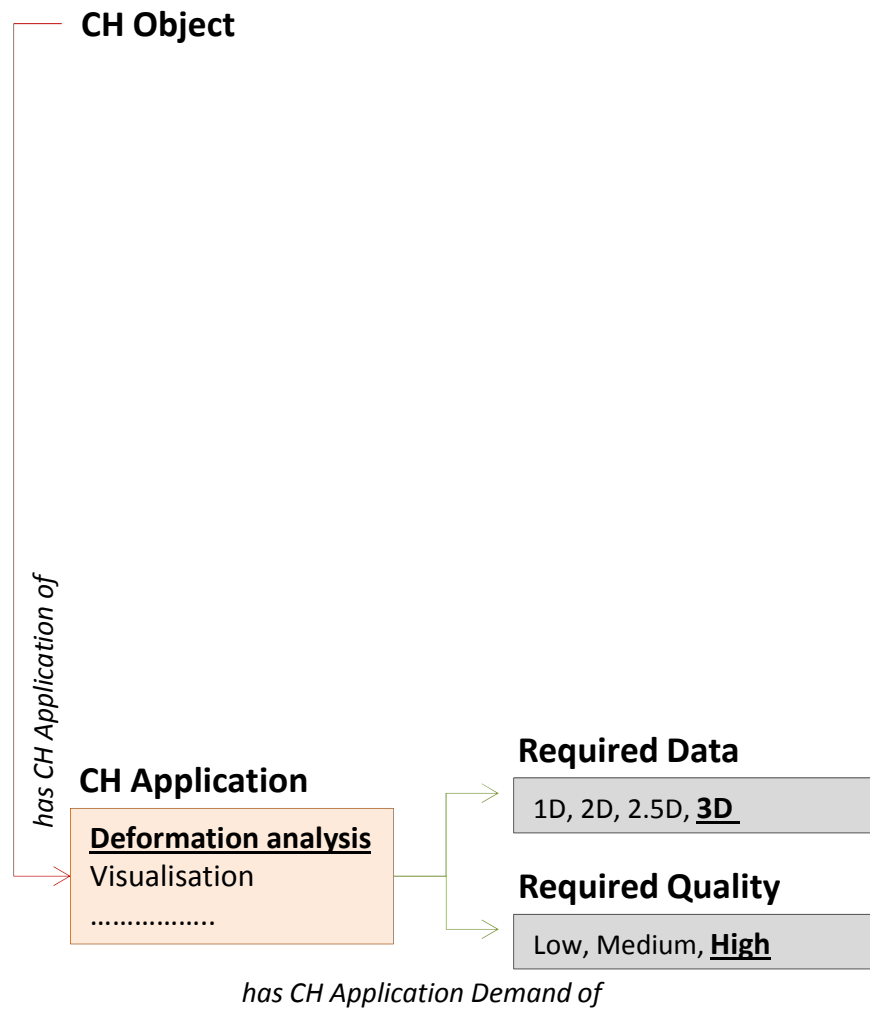 CH Object
has CH Application of
CH Application
Deformation analysis
Visualisation
……………..
Required Data
1D, 2D, 2.5D, 3D
Required Quality
Low, Medium, High
has CH Application Demand of